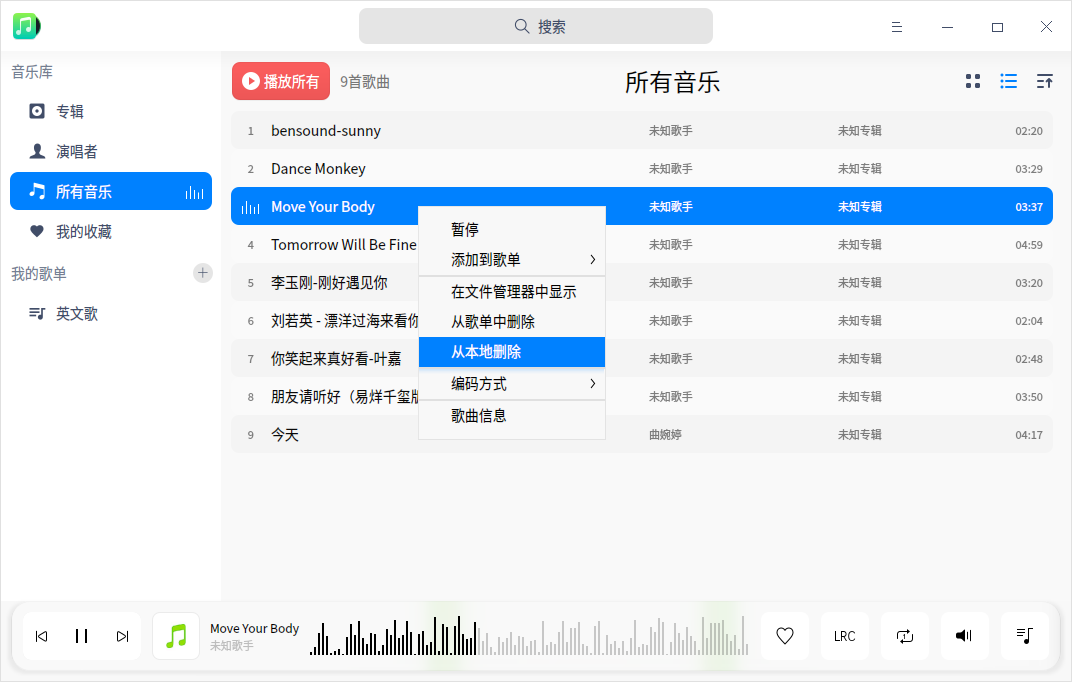 搜索
音乐库
专辑
演唱者
所有音乐
我的收藏
我的歌单
英文歌
播放所有 9首歌曲 所有音乐
1 bensound-sunny 未知歌手 未知专辑 02:20
2 Dance Monkey 未知歌手 未知专辑 03:29
Move Your Body 未知歌手 未知专辑 03:37
4 Tomorrow Will Be Fine 未知歌手 未知专辑 04:59
5 李玉刚-刚好遇见你 未知歌手 未知专辑 03:20
6 刘若英 - 漂洋过海来看你 未知歌手 未知专辑 02:04
7 你笑起来真好看-叶嘉 未知歌手 未知专辑 02:48
8 朋友请听好（易烊千玺版 未知歌手 未知专辑 03:50
9 今天 曲婉婷 未知专辑 04:17
暂停
添加到歌单
在文件管理器中显示
从歌单中删除
从本地删除
编码方式
歌曲信息
Move Your Body
未知歌手
LRC